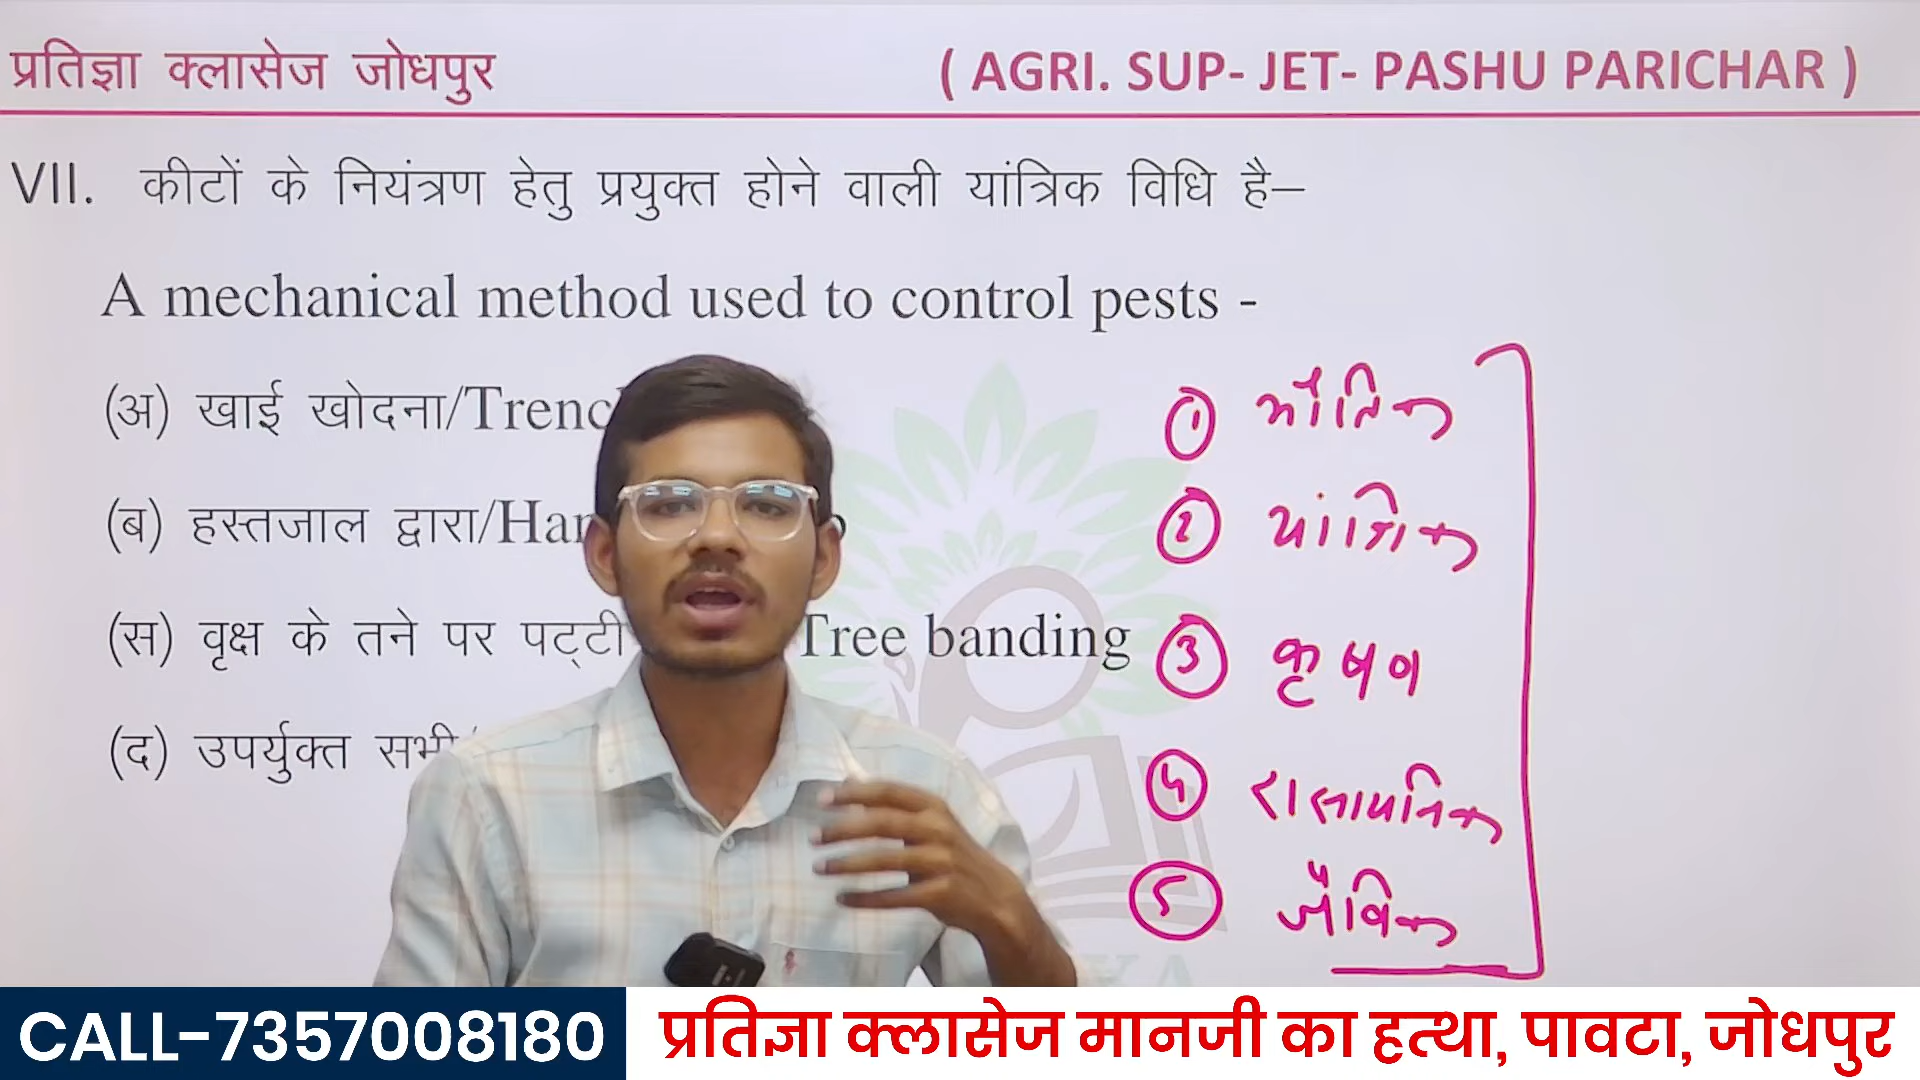 प्रतिज्ञा क्लासेज जोधपुर
( AGRI. SUP- JET- PASHU PARICHAR )
VII. कीटों के नियंत्रण हेतु प्रयुक्त होने वाली यांत्रिक विधि है–
A mechanical method used to control pests -
(अ) खाई खोदना/Trenc
(ब) हस्तजाल द्वारा/Han
(स) वृक्ष के तने पर पट्टी Tree banding
(द) उपर्युक्त सभी
① भौतिक
② यांत्रिक
③ कृषण
④ रासायनिक
⑤ जैविक
CALL-7357008180
प्रतिज्ञा क्लासेज मानजी का हत्था, पावटा, जोधपुर